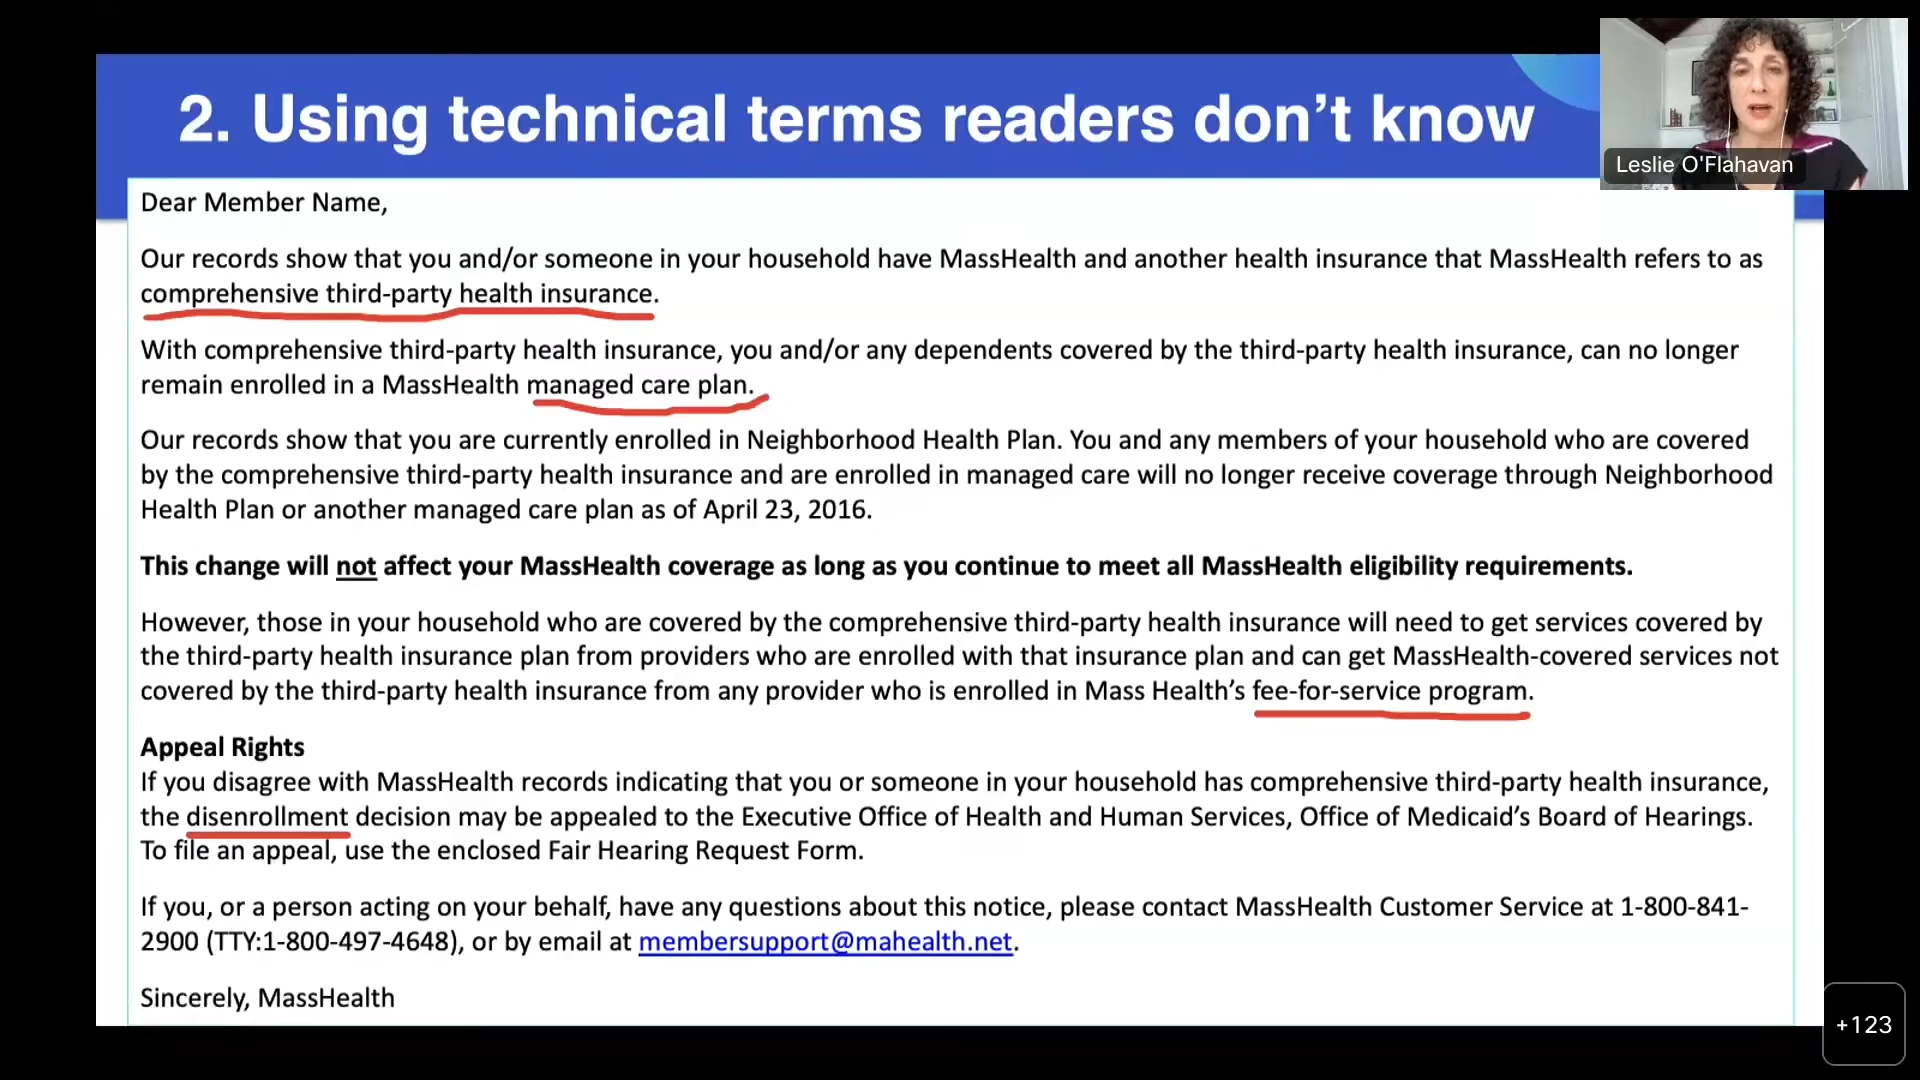 2. Using technical terms readers don’t know
Leslie O'Flahavan
Dear Member Name,
Our records show that you and/or someone in your household have MassHealth and another health insurance that MassHealth refers to as
comprehensive third-party health insurance.
With comprehensive third-party health insurance, you and/or any dependents covered by the third-party health insurance, can no longer
remain enrolled in a MassHealth managed care plan.
Our records show that you are currently enrolled in Neighborhood Health Plan. You and any members of your household who are covered
by the comprehensive third-party health insurance and are enrolled in managed care will no longer receive coverage through Neighborhood
Health Plan or another managed care plan as of April 23, 2016.
This change will not affect your MassHealth coverage as long as you continue to meet all MassHealth eligibility requirements.
However, those in your household who are covered by the comprehensive third-party health insurance will need to get services covered by
the third-party health insurance plan from providers who are enrolled with that insurance plan and can get MassHealth-covered services not
covered by the third-party health insurance from any provider who is enrolled in Mass Health’s fee-for-service program.
Appeal Rights
If you disagree with MassHealth records indicating that you or someone in your household has comprehensive third-party health insurance,
the disenrollment decision may be appealed to the Executive Office of Health and Human Services, Office of Medicaid’s Board of Hearings.
To file an appeal, use the enclosed Fair Hearing Request Form.
If you, or a person acting on your behalf, have any questions about this notice, please contact MassHealth Customer Service at 1-800-841-
2900 (TTY:1-800-497-4648), or by email at membersupport@mahealth.net.
Sincerely, MassHealth
+123